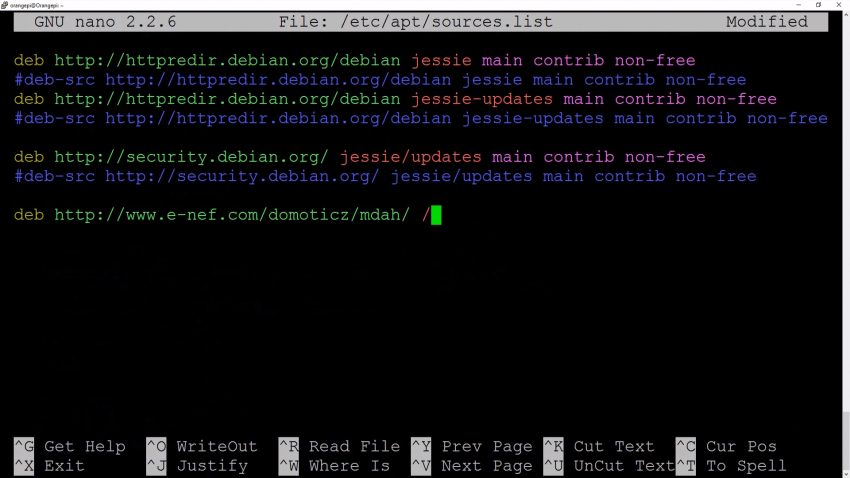 orangepi@Orangepi: ~
GNU nano 2.2.6 File: /etc/apt/sources.list Modified
deb http://httpredir.debian.org/debian jessie main contrib non-free
#deb-src http://httpredir.debian.org/debian jessie main contrib non-free
deb http://httpredir.debian.org/debian jessie-updates main contrib non-free
#deb-src http://httpredir.debian.org/debian jessie-updates main contrib non-free
deb http://security.debian.org/ jessie/updates main contrib non-free
#deb-src http://security.debian.org/ jessie/updates main contrib non-free
deb http://www.e-nef.com/domoticz/mdah/ /
^G Get Help ^O WriteOut ^R Read File ^Y Prev Page ^K Cut Text ^C Cur Pos
^X Exit ^J Justify ^W Where Is ^V Next Page ^U UnCut Text ^T To Spell